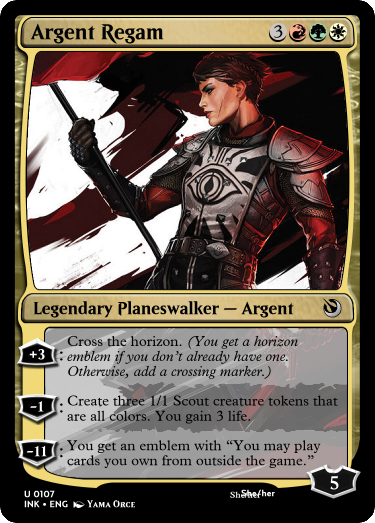 Argent Regam 3
Legendary Planeswalker — Argent
+3: Cross the horizon. (You get a horizon
emblem if you don't already have one.
Otherwise, add a crossing marker.)
-1: Create three 1/1 Scout creature tokens that
are all colors. You gain 3 life.
-11: You get an emblem with “You may play
cards you own from outside the game.”
5
U 0107
INK • ENG Yama Orce
She/her